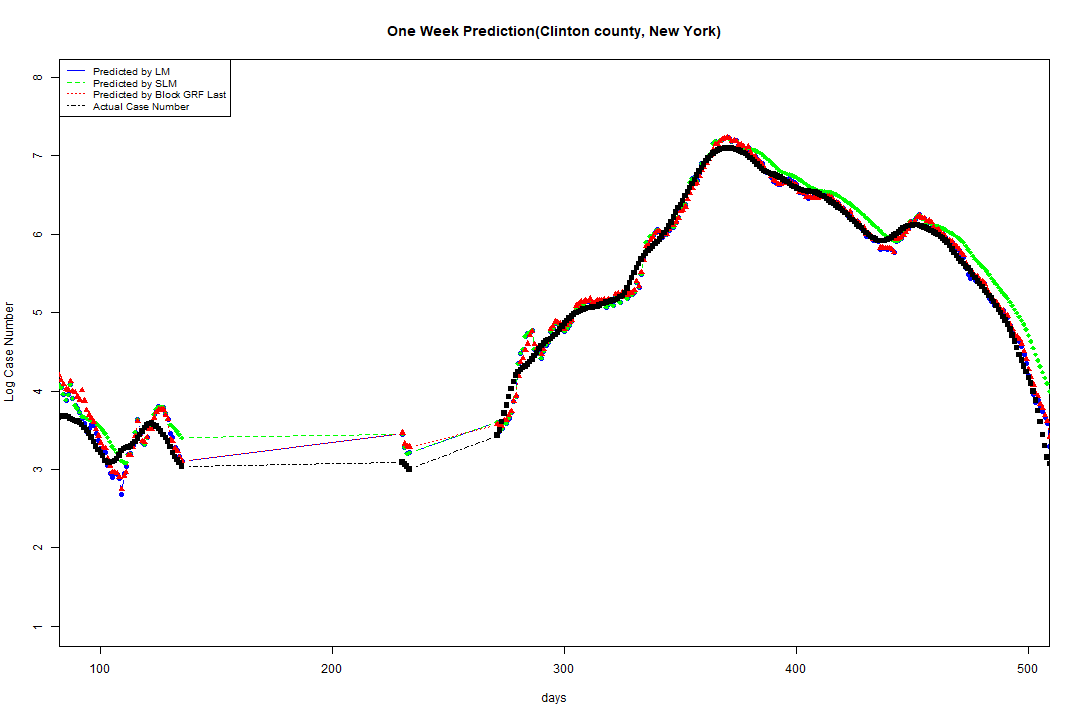 One Week Prediction(Clinton county, New York)
Predicted by LM
Predicted by SLM
Predicted by Block GRF Last
Actual Case Number
8
7
6
5
4
3
2
1
Log Case Number
100 200 300 400 500
days